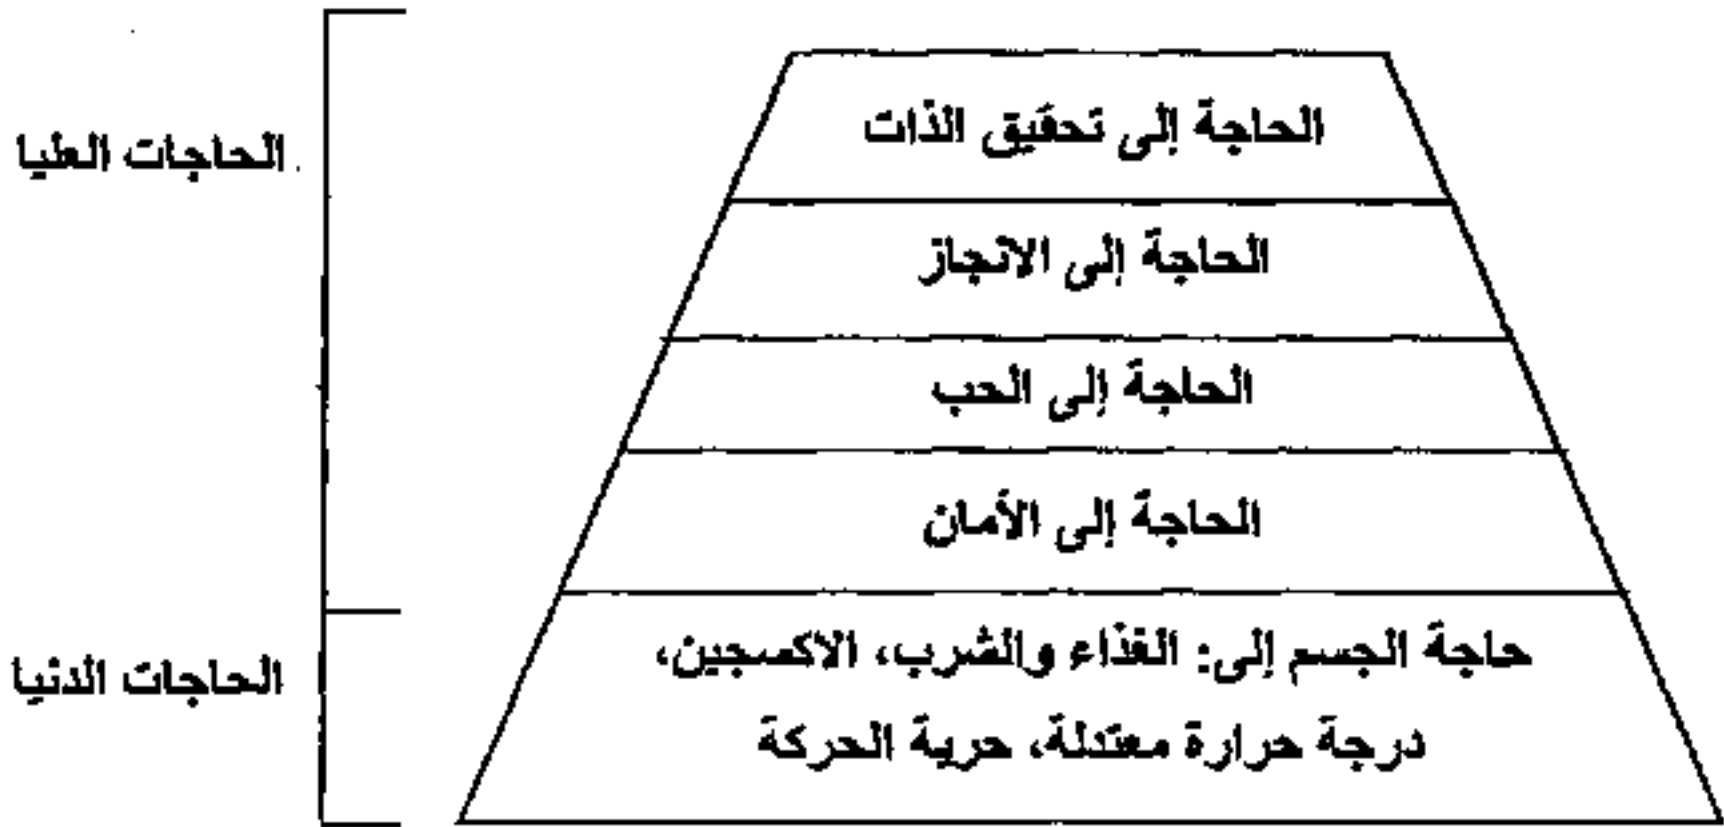 الحاجات العليا
الحاجة إلى تحقيق الذات
الحاجة إلى الانجاز
الحاجة إلى الحب
الحاجة إلى الأمان
الحاجات الدنيا
حاجة الجسم إلى: الغذاء والشرب، الاكسجين،
درجة حرارة معتدلة، حرية الحركة